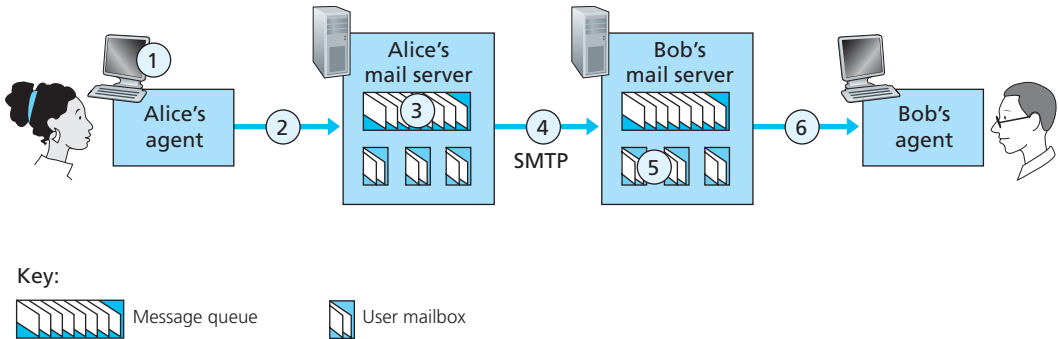 1
Alice's
agent
2
Alice's
mail server
3
4
SMTP
Bob's
mail server
5
6
Bob's
agent
Key:
Message queue
User mailbox